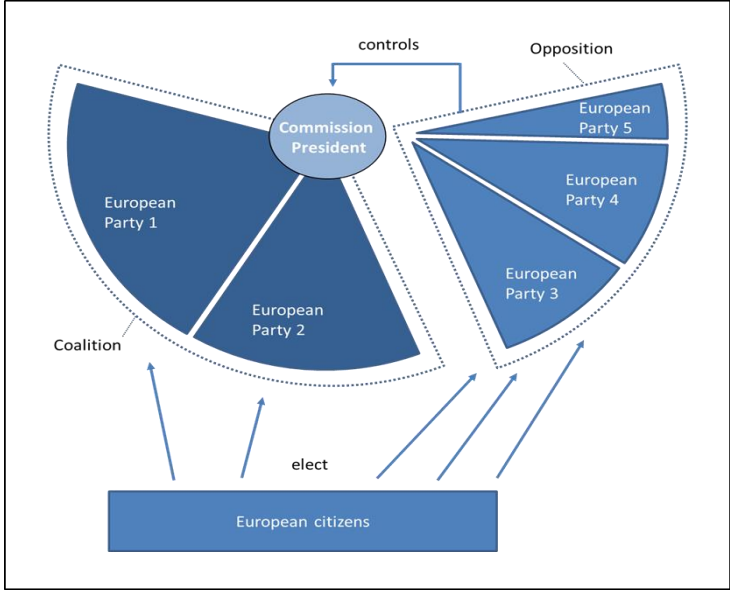 controls
Opposition
Commission
President
European
Party 5
European
Party 4
European
Party 3
European
Party 1
European
Party 2
Coalition
elect
European citizens